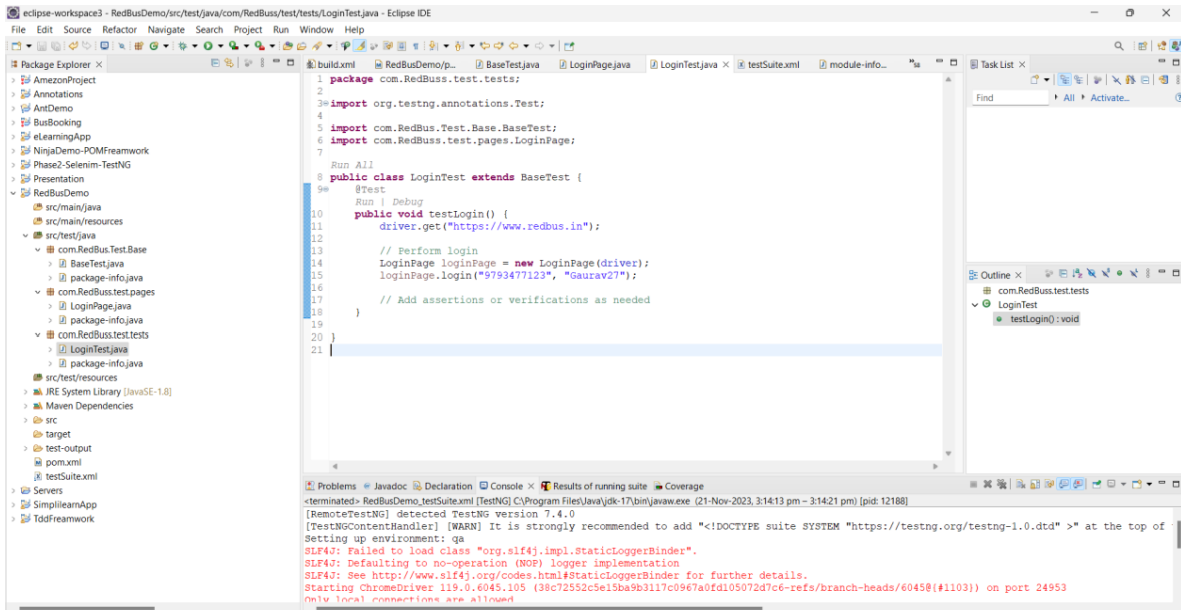 eclipse-workspace3 - RedBusDemo/src/test/java/com/RedBuss/test/tests/LoginTest.java - Eclipse IDE
File Edit Source Refactor Navigate Search Project Run Window Help
Package Explorer
AmezonProject
Annotations
AntDemo
BusBooking
eLearningApp
NinjaDemo-POMFreamwork
Phase2-Selenim-TestNG
Presentation
RedBusDemo
src/main/java
src/main/resources
src/test/java
com.RedBus.Test.Base
BaseTest.java
package-info.java
com.RedBuss.test.pages
LoginPage.java
package-info.java
com.RedBuss.test.tests
LoginTest.java
package-info.java
src/test/resources
JRE System Library [JavaSE-1.8]
Maven Dependencies
src
target
test-output
pom.xml
testSuite.xml
Servers
SimplilearnApp
TddFreamwork
build.xml RedBusDemo/p... BaseTest.java LoginPage.java LoginTest.java testSuite.xml module-info...
1 package com.RedBuss.test.tests;
2
3 import org.testng.annotations.Test;
4
5 import com.RedBus.Test.Base.BaseTest;
6 import com.RedBuss.test.pages.LoginPage;
7
Run All
8 public class LoginTest extends BaseTest {
9 @Test
Run | Debug
10 public void testLogin() {
11 driver.get("https://www.redbus.in");
12
13 // Perform login
14 LoginPage loginPage = new LoginPage(driver);
15 loginPage.login("9793477123", "Gaurav27");
16
17 // Add assertions or verifications as needed
18 }
19
20 }
21
Task List
Find All Activate...
Outline
com.RedBuss.test.tests
LoginTest
testLogin() : void
Problems Javadoc Declaration Console Results of running suite Coverage
<terminated> RedBusDemo_testSuite.xml [TestNG] C:\Program Files\Java\jdk-17\bin\javaw.exe (21-Nov-2023, 3:14:13 pm – 3:14:21 pm) [pid: 12188]
[RemoteTestNG] detected TestNG version 7.4.0
[TestNGContentHandler] [WARN] It is strongly recommended to add "<!DOCTYPE suite SYSTEM "https://testng.org/testng-1.0.dtd" >" at the top of
Setting up environment: qa
SLF4J: Failed to load class "org.slf4j.impl.StaticLoggerBinder".
SLF4J: Defaulting to no-operation (NOP) logger implementation
SLF4J: See http://www.slf4j.org/codes.html#StaticLoggerBinder for further details.
Starting ChromeDriver 119.0.6045.105 (38c72552c5e15ba9b3117c0967a0fd105072d7c6-refs/branch-heads/6045@{#1103}) on port 24953
Only local connections are allowed